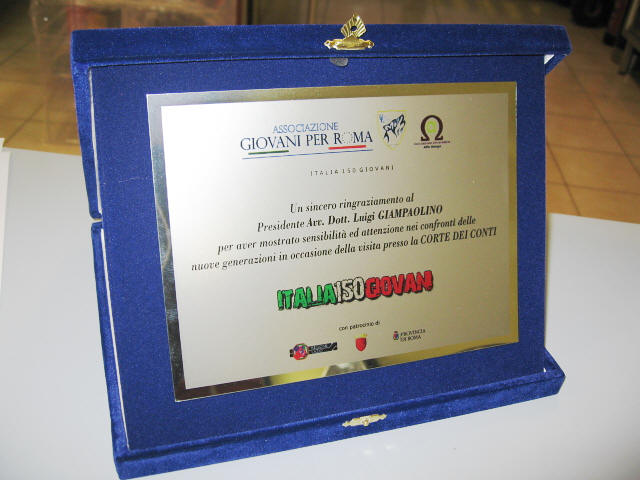 ASSOCIAZIONE
GIOVANI PER ROMA
ITALIA 150 GIOVANI
Un sincero ringraziamento al
Presidente Avv. Dott. Luigi GIAMPAOLINO
per aver mostrato sensibilità ed attenzione nei confronti delle
nuove generazioni in occasione della visita presso la CORTE DEI CONTI
ITALIA150GIOVANI
con patrocinio di
PROVINCIA
DI ROMA